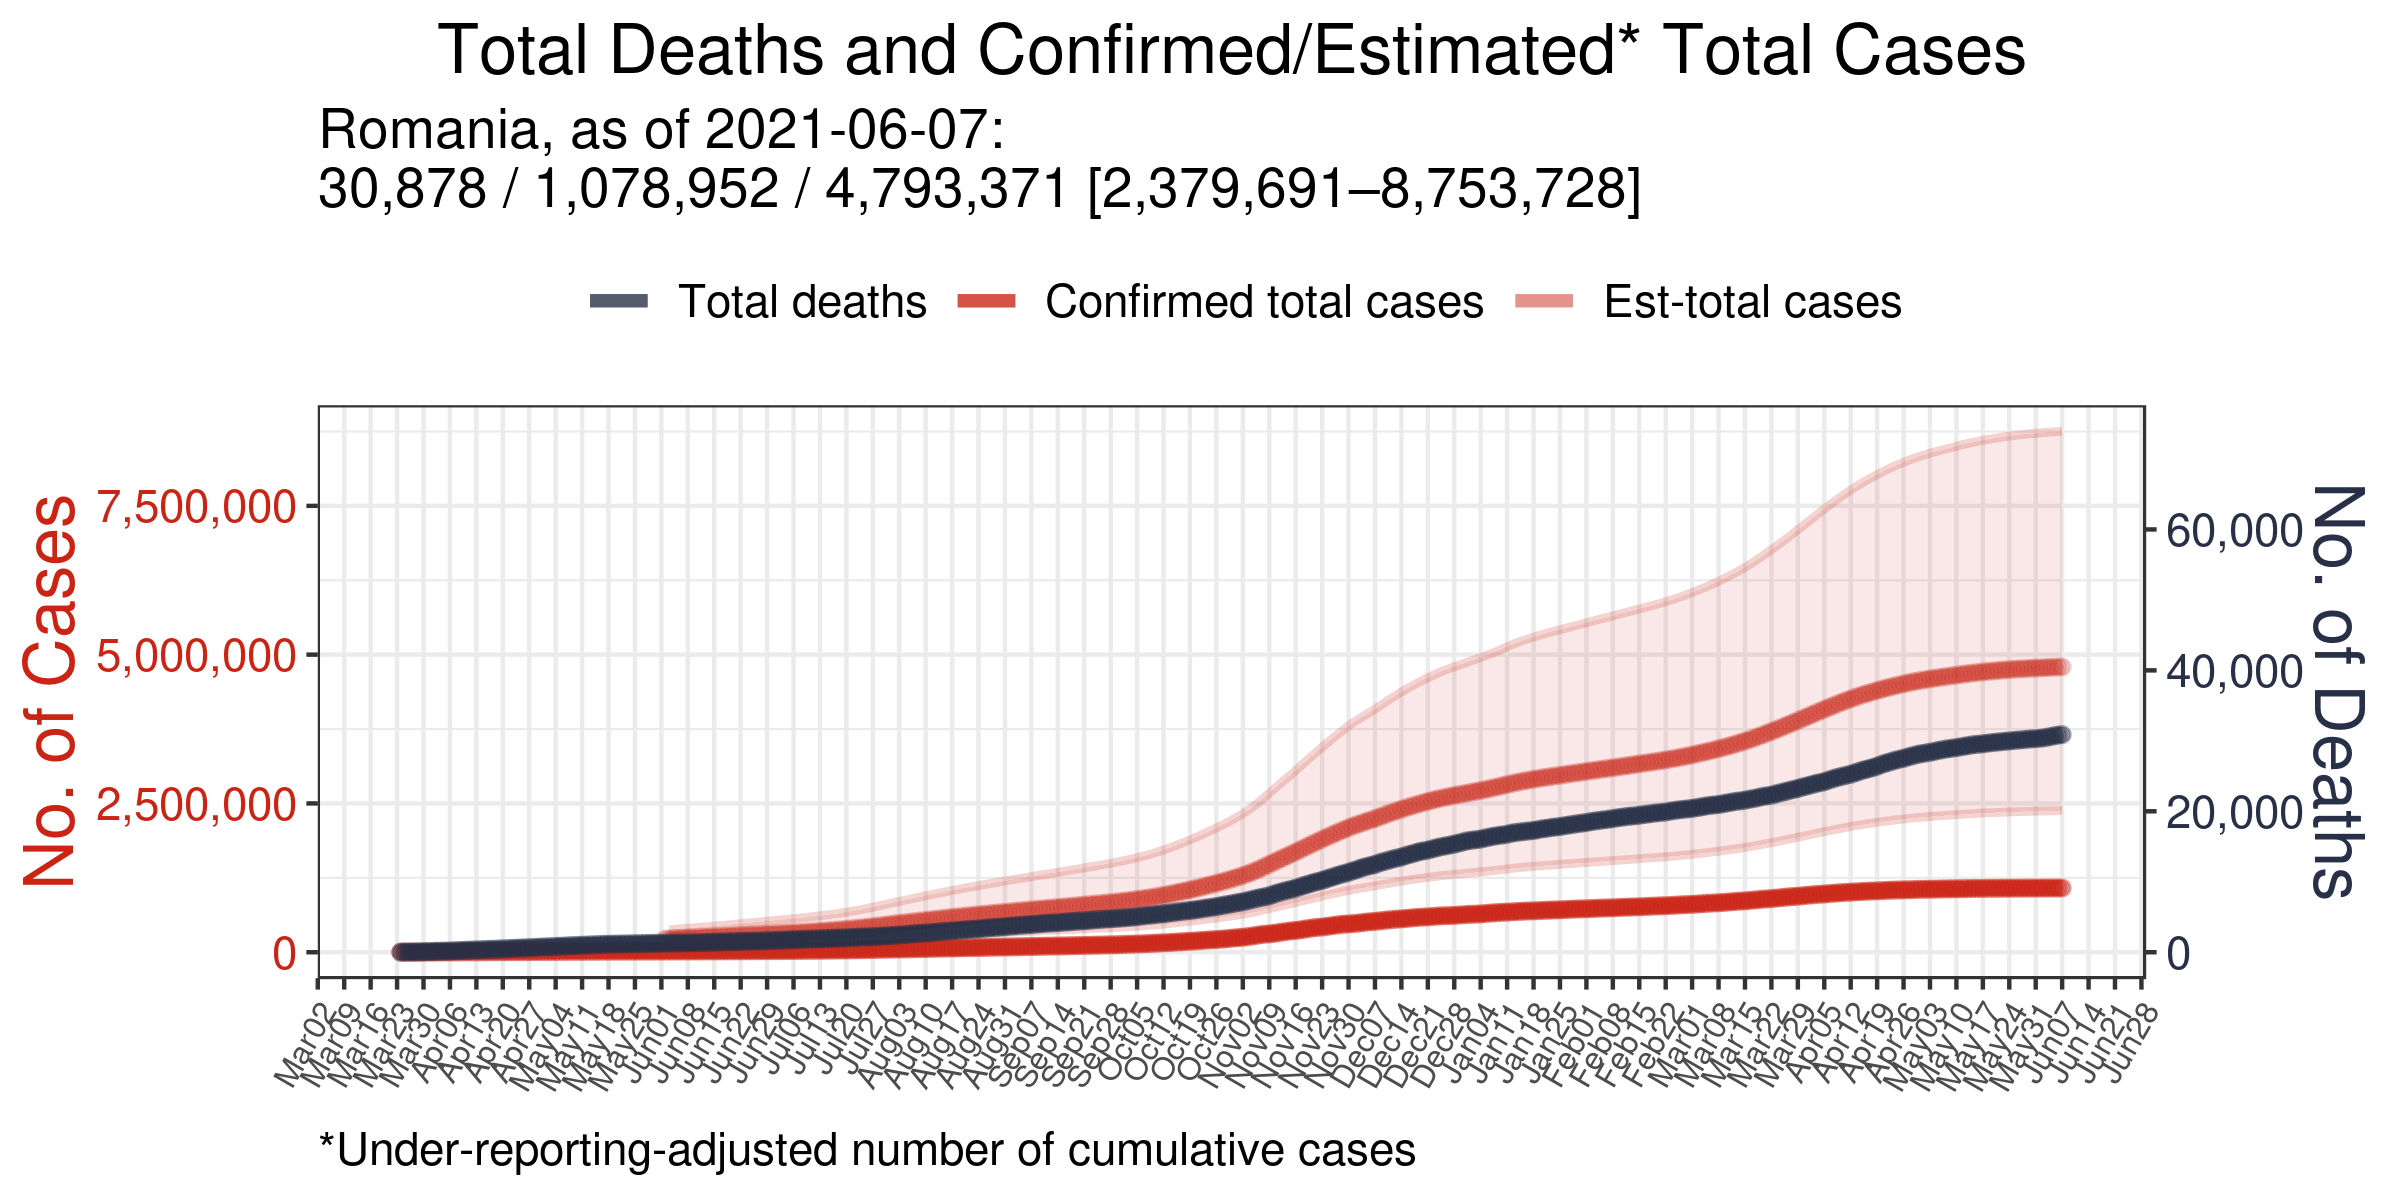 Total Deaths and Confirmed/Estimated* Total Cases
Romania, as of 2021-06-07:
30,878 / 1,078,952 / 4,793,371 [2,379,691–8,753,728]
Total deaths Confirmed total cases Est-total cases
No. of Cases
7,500,000
5,000,000
2,500,000
0
60,000
40,000
20,000
0
No. of Deaths
Mar02 Mar09 Mar16 Mar23 Mar30 Apr06 Apr13 Apr20 Apr27 May04 May11 May18 May25 Jun01 Jun08 Jun15 Jun22 Jun29 Jul06 Jul13 Jul20 Jul27 Aug03 Aug10 Aug17 Aug24 Aug31 Sep07 Sep14 Sep21 Sep28 Oct05 Oct12 Oct19 Oct26 Nov02 Nov09 Nov16 Nov23 Nov30 Dec07 Dec14 Dec21 Dec28 Jan04 Jan11 Jan18 Jan25 Feb01 Feb08 Feb15 Feb22 Mar01 Mar08 Mar15 Mar22 Mar29 Apr05 Apr12 Apr19 Apr26 May03 May10 May17 May24 May31 Jun07 Jun14 Jun21 Jun28
*Under-reporting-adjusted number of cumulative cases